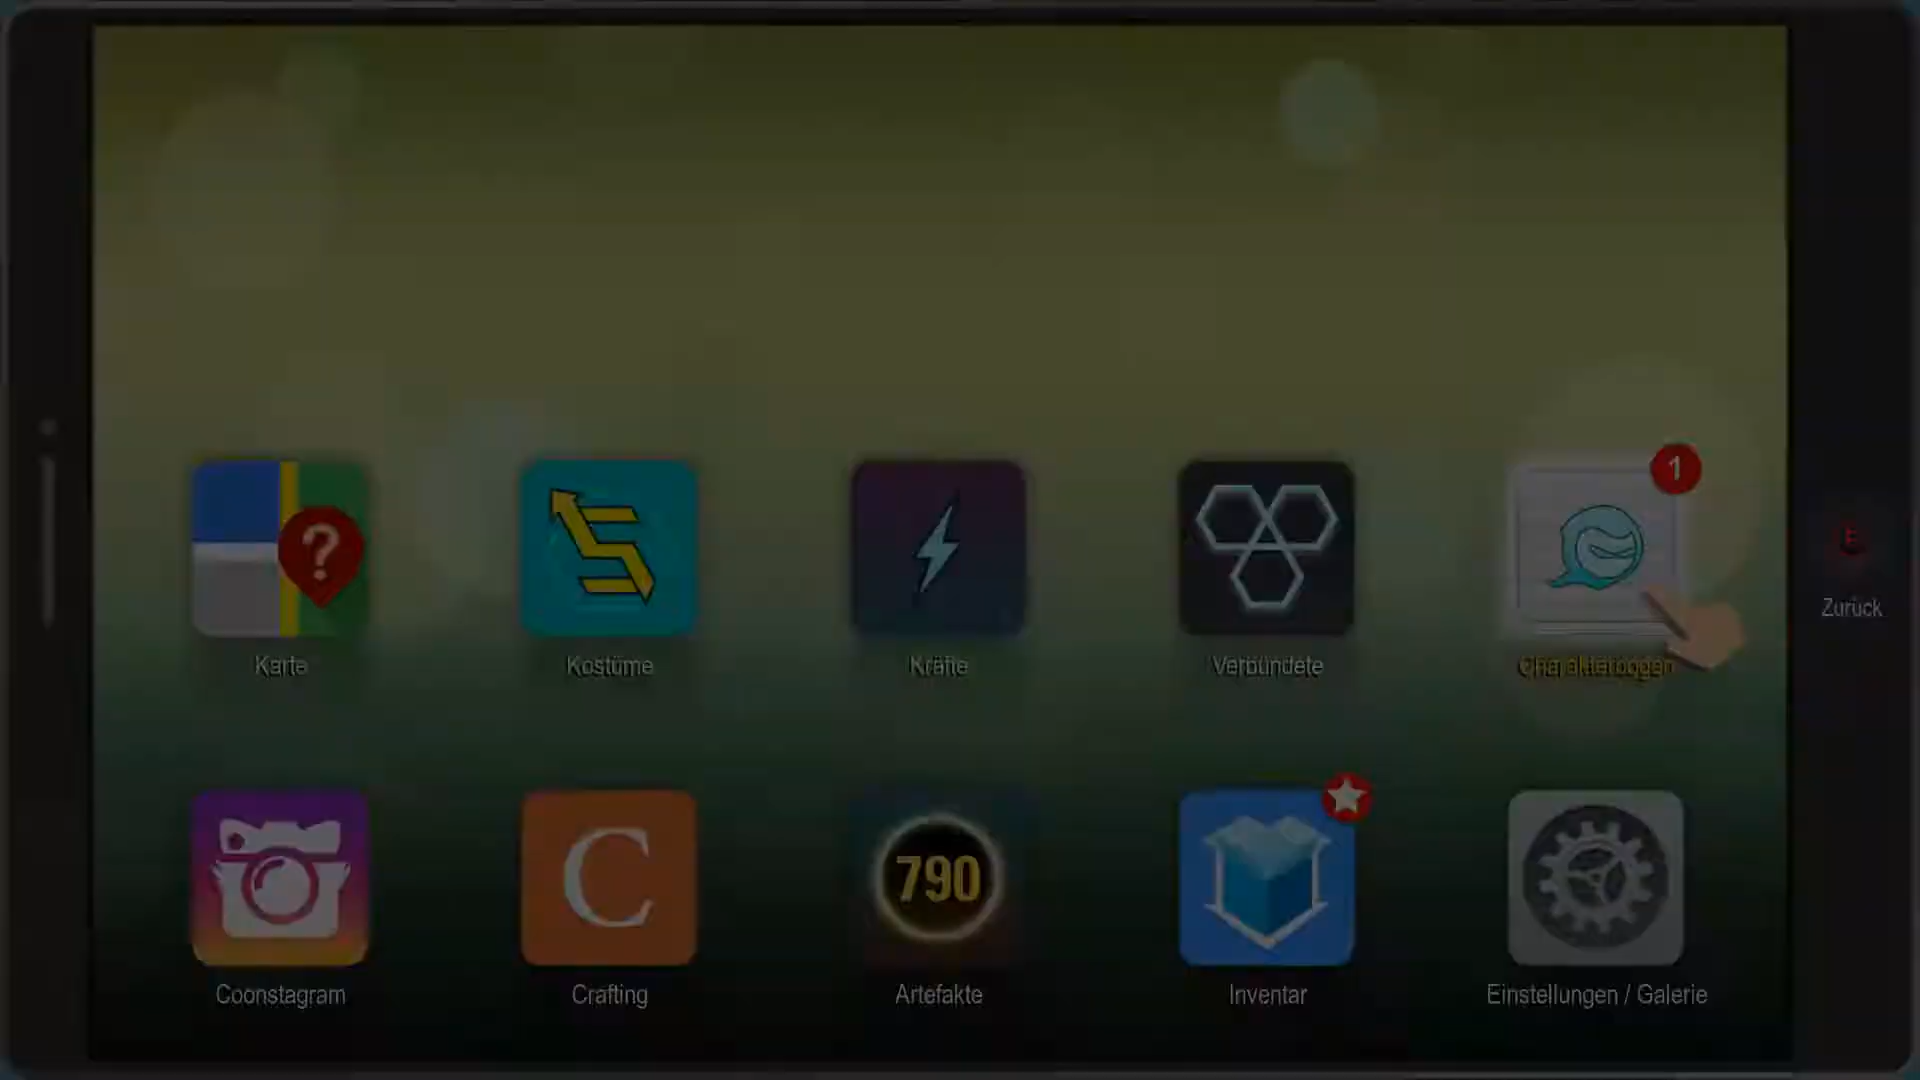 1
?
E
Zurück
Karte
Kostüme
Kräfte
Verbündete
Charakterbogen
C
790
Coonstagram
Crafting
Artefakte
Inventar
Einstellungen / Galerie